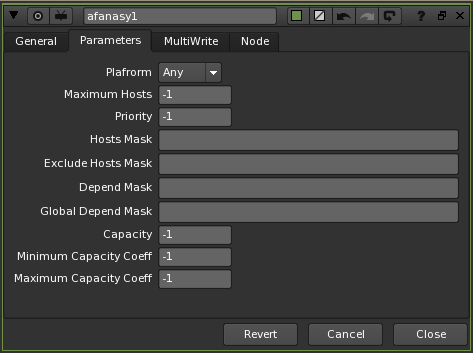 afanasy1
General Parameters MultiWrite Node
Plafrorm Any
Maximum Hosts -1
Priority -1
Hosts Mask
Exclude Hosts Mask
Depend Mask
Global Depend Mask
Capacity -1
Minimum Capacity Coeff -1
Maximum Capacity Coeff -1
Revert Cancel Close